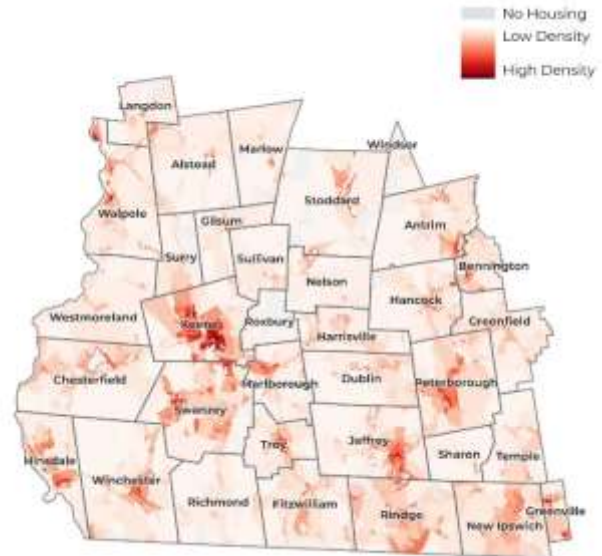 No Housing
Low Density
High Density
Langdon
Windsor
Marlow
Alstead
Stoddard
Walpole
Gilsum
Antrim
Surry
Sullivan
Bennington
Nelson
Hancock
Westmoreland
Keene
Roxbury
Greenfield
Harrisville
Chesterfield
Marlborough
Dublin
Peterborough
Swanzey
Troy
Jaffrey
Hinsdale
Winchester
Sharon
Temple
Richmond
Fitzwilliam
Rindge
Greenville
New Ipswich